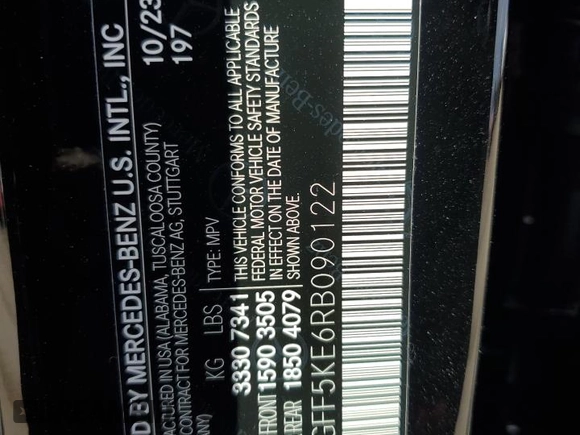 D BY MERCEDES-BENZ U.S. INTL., INC
FACTURED IN USA (ALABAMA, TUSCALOOSA COUNTY)
CONTRACT FOR MERCEDES-BENZ AG, STUTTGART
10/23
197
KG LBS TYPE: MPV
3330 7341
FRONT 1590 3505
REAR 1850 4079
THIS VEHICLE CONFORMS TO ALL APPLICABLE
FEDERAL MOTOR VEHICLE SAFETY STANDARDS
IN EFFECT ON THE DATE OF MANUFACTURE
SHOWN ABOVE.
GFF5KE6RB090122